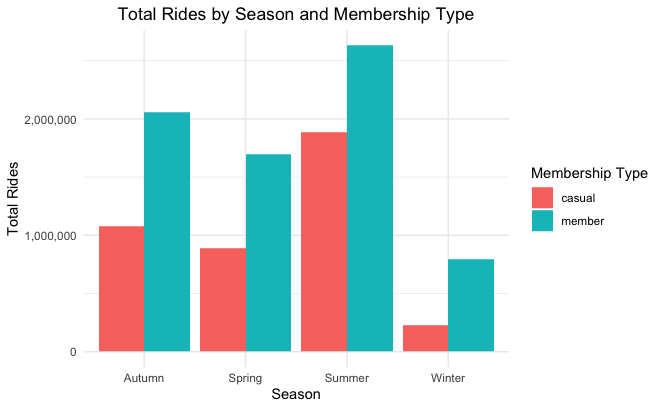 Total Rides by Season and Membership Type
Total Rides
2,000,000
1,000,000
0
Autumn Spring Summer Winter
Season
Membership Type
casual
member